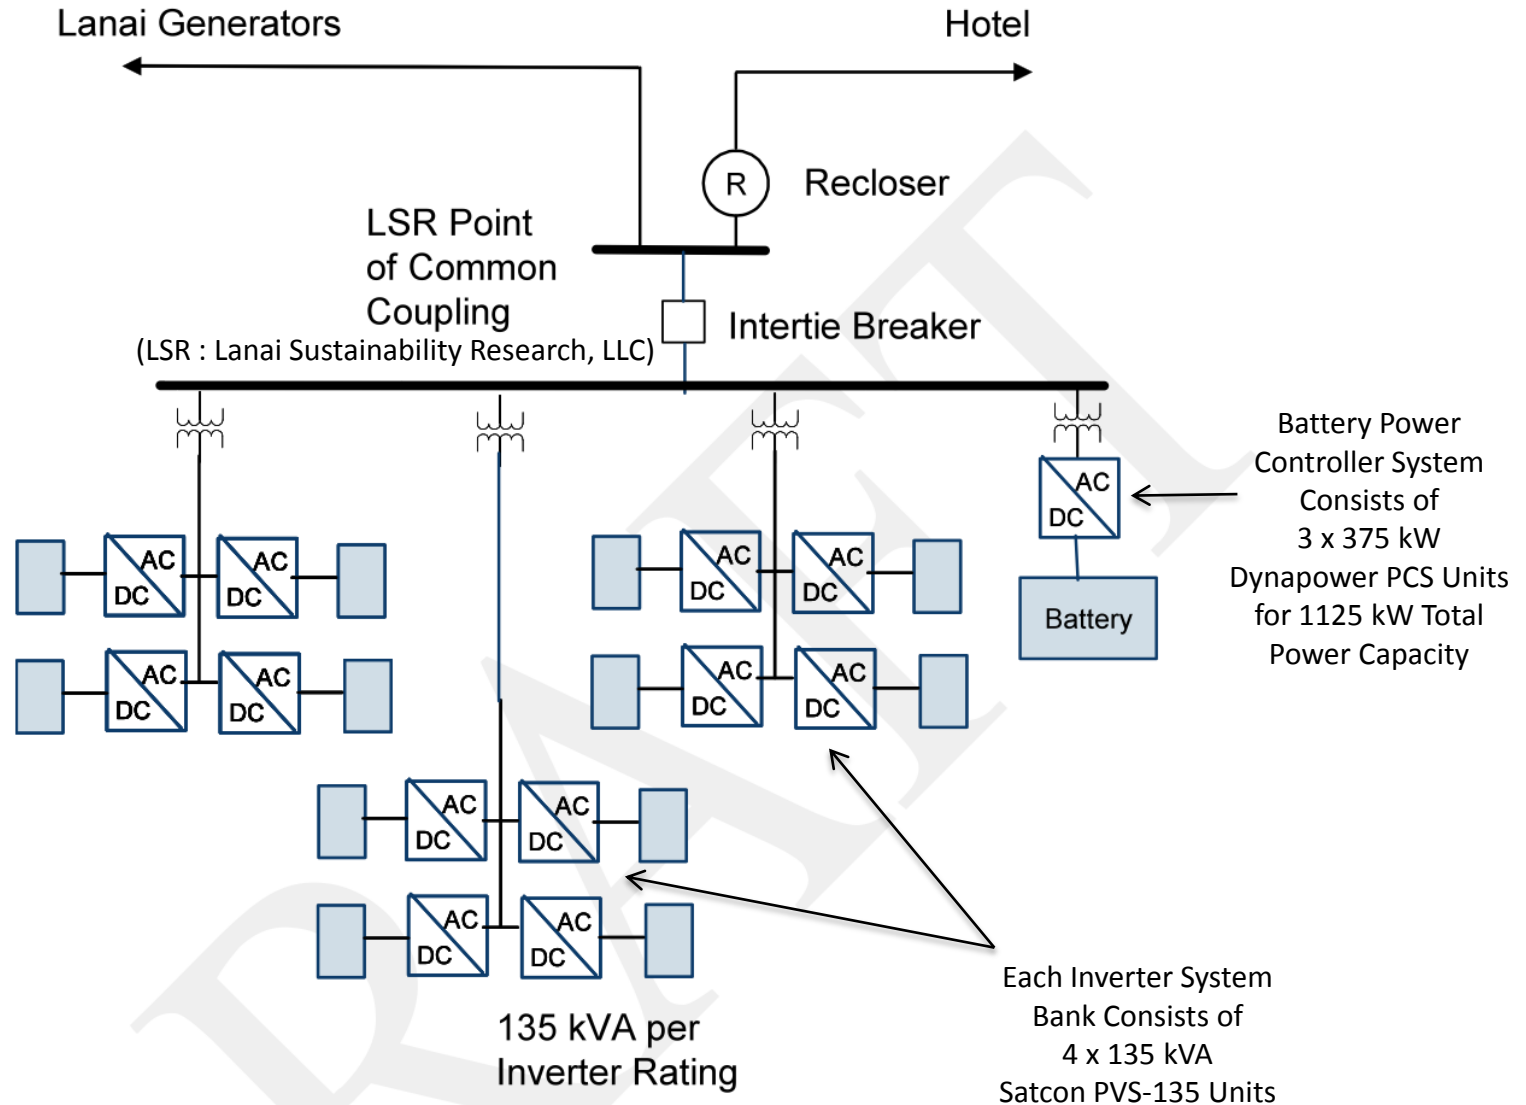 Lanai Generators
Hotel
R
Recloser
LSR Point
of Common
Coupling
(LSR : Lanai Sustainability Research, LLC)
Intertie Breaker
Battery Power
Controller System
Consists of
3 x 375 kW
Dynapower PCS Units
for 1125 kW Total
Power Capacity
AC
DC
Battery
AC
DC
AC
DC
AC
DC
AC
DC
AC
DC
AC
DC
AC
DC
AC
DC
AC
DC
AC
DC
AC
DC
AC
DC
135 kVA per
Inverter Rating
Each Inverter System
Bank Consists of
4 x 135 kVA
Satcon PVS-135 Units
DRAFT